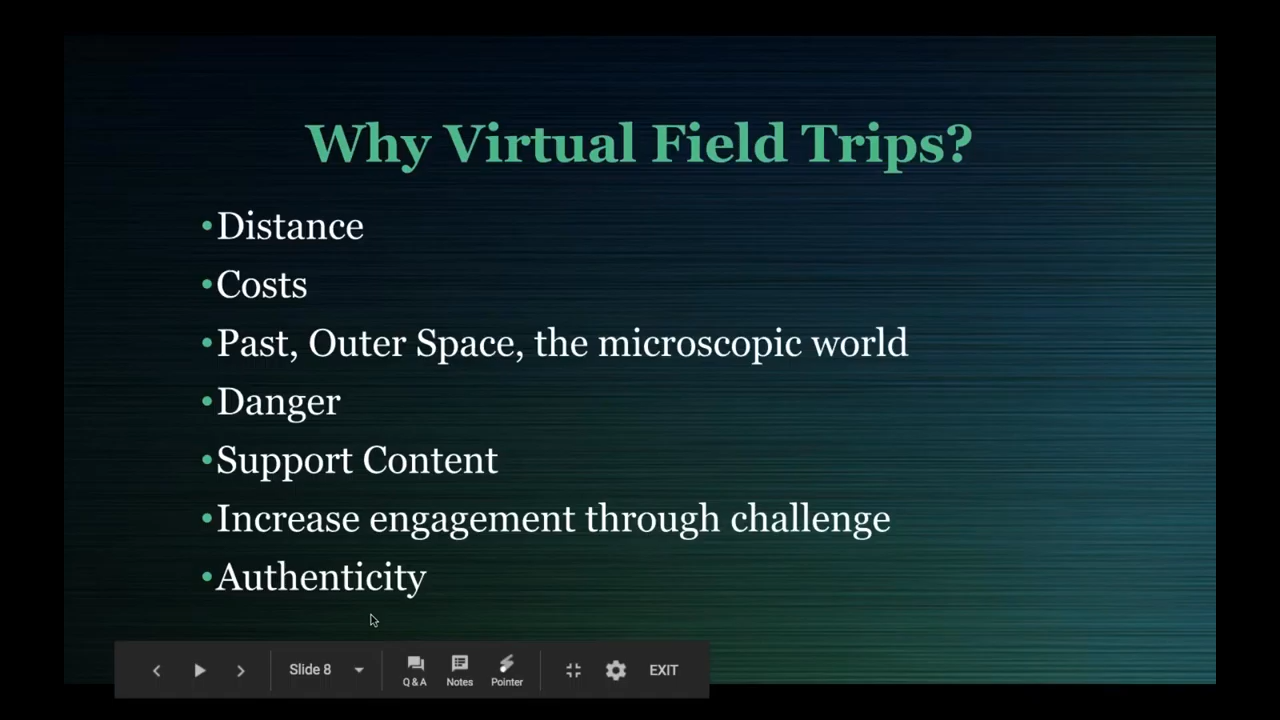 Why Virtual Field Trips?
•Distance
•Costs
•Past, Outer Space, the microscopic world
•Danger
•Support Content
•Increase engagement through challenge
•Authenticity
Slide 8 Q&A Notes Pointer EXIT